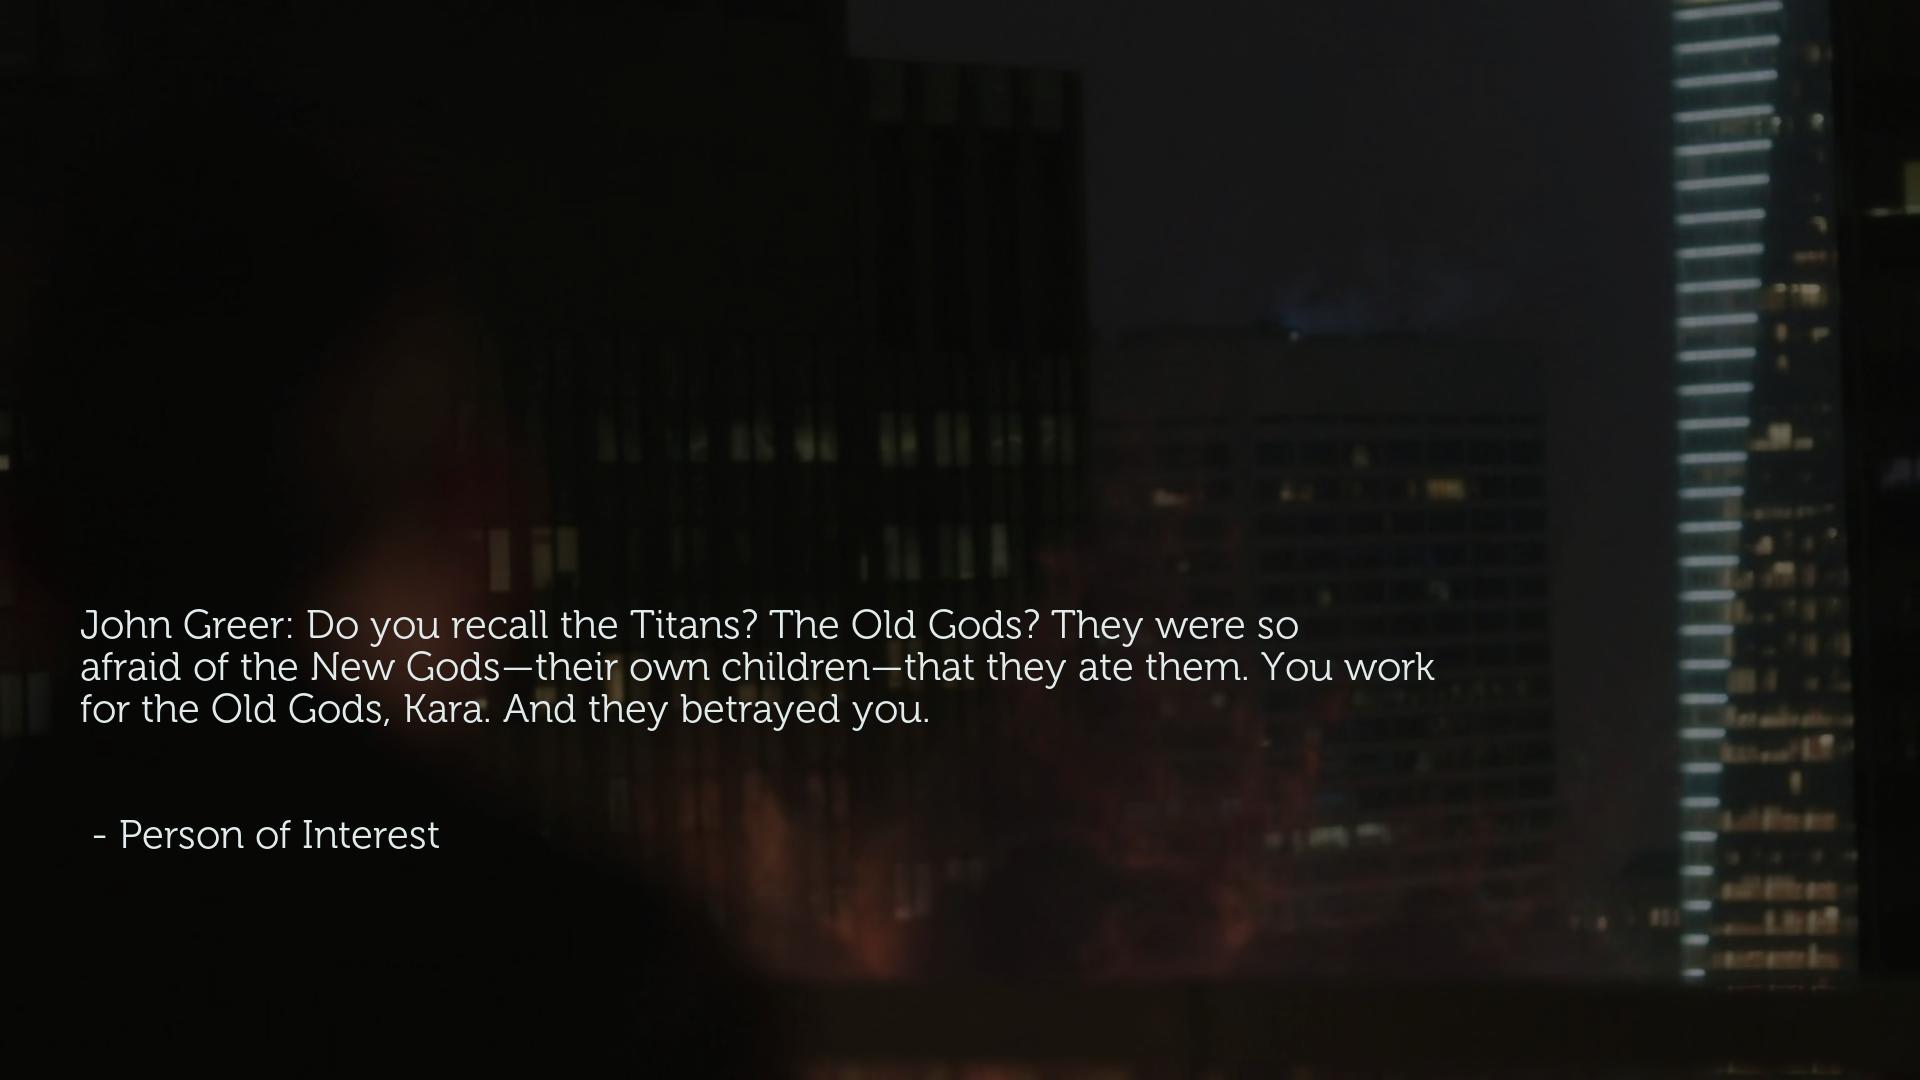 John Greer: Do you recall the Titans? The Old Gods? They were so
afraid of the New Gods—their own children—that they ate them. You work
for the Old Gods, Kara. And they betrayed you.
- Person of Interest